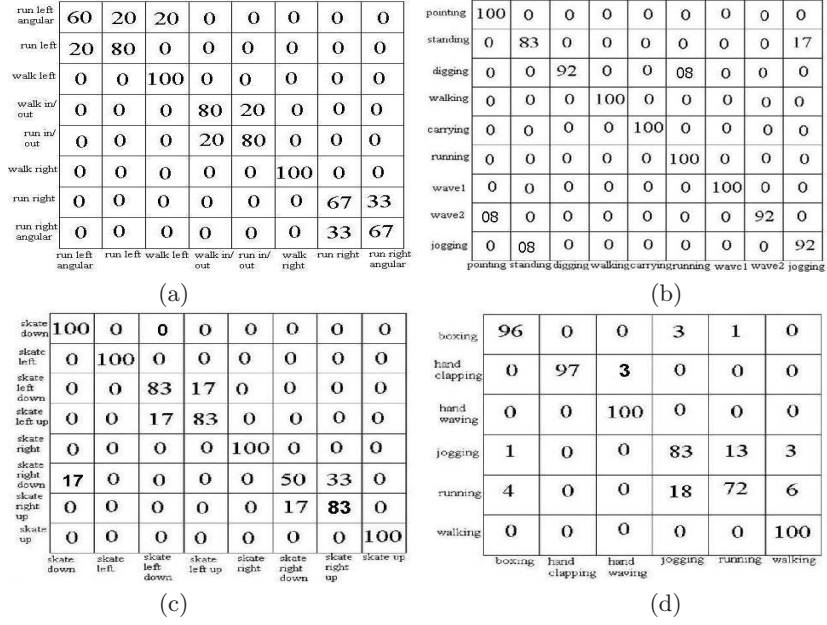 run left angular 60 20 20 0 0 0 0 0
run left 20 80 0 0 0 0 0 0
walk left 0 0 100 0 0 0 0 0
walk in/ out 0 0 0 80 20 0 0 0
run in/ out 0 0 0 20 80 0 0 0
walk right 0 0 0 0 0 100 0 0
run right 0 0 0 0 0 0 67 33
run right angular 0 0 0 0 0 0 33 67
run left angular run left walk left walk in/ out run in/ out walk right run right run right angular
(a)
pointing 100 0 0 0 0 0 0 0 0
standing 0 83 0 0 0 0 0 0 17
digging 0 0 92 0 0 08 0 0 0
walking 0 0 0 100 0 0 0 0 0
carrying 0 0 0 0 100 0 0 0 0
running 0 0 0 0 0 100 0 0 0
wave1 0 0 0 0 0 0 100 0 0
wave2 08 0 0 0 0 0 0 92 0
jogging 0 08 0 0 0 0 0 0 92
pointing standing digging walking carrying running wave1 wave2 jogging
(b)
skate down 100 0 0 0 0 0 0 0
skate left 0 100 0 0 0 0 0 0
skate left down 0 0 83 17 0 0 0 0
skate left up 0 0 17 83 0 0 0 0
skate right 0 0 0 0 100 0 0 0
skate right down 17 0 0 0 0 50 33 0
skate right up 0 0 0 0 0 17 83 0
skate up 0 0 0 0 0 0 0 100
skate down skate left skate left down skate left up skate right skate right down skate right up skate up
(c)
boxing 96 0 0 3 1 0
hand clapping 0 97 3 0 0 0
hand waving 0 0 100 0 0 0
jogging 1 0 0 83 13 3
running 4 0 0 18 72 6
walking 0 0 0 0 0 100
boxing hand clapping hand waving jogging running walking
(d)